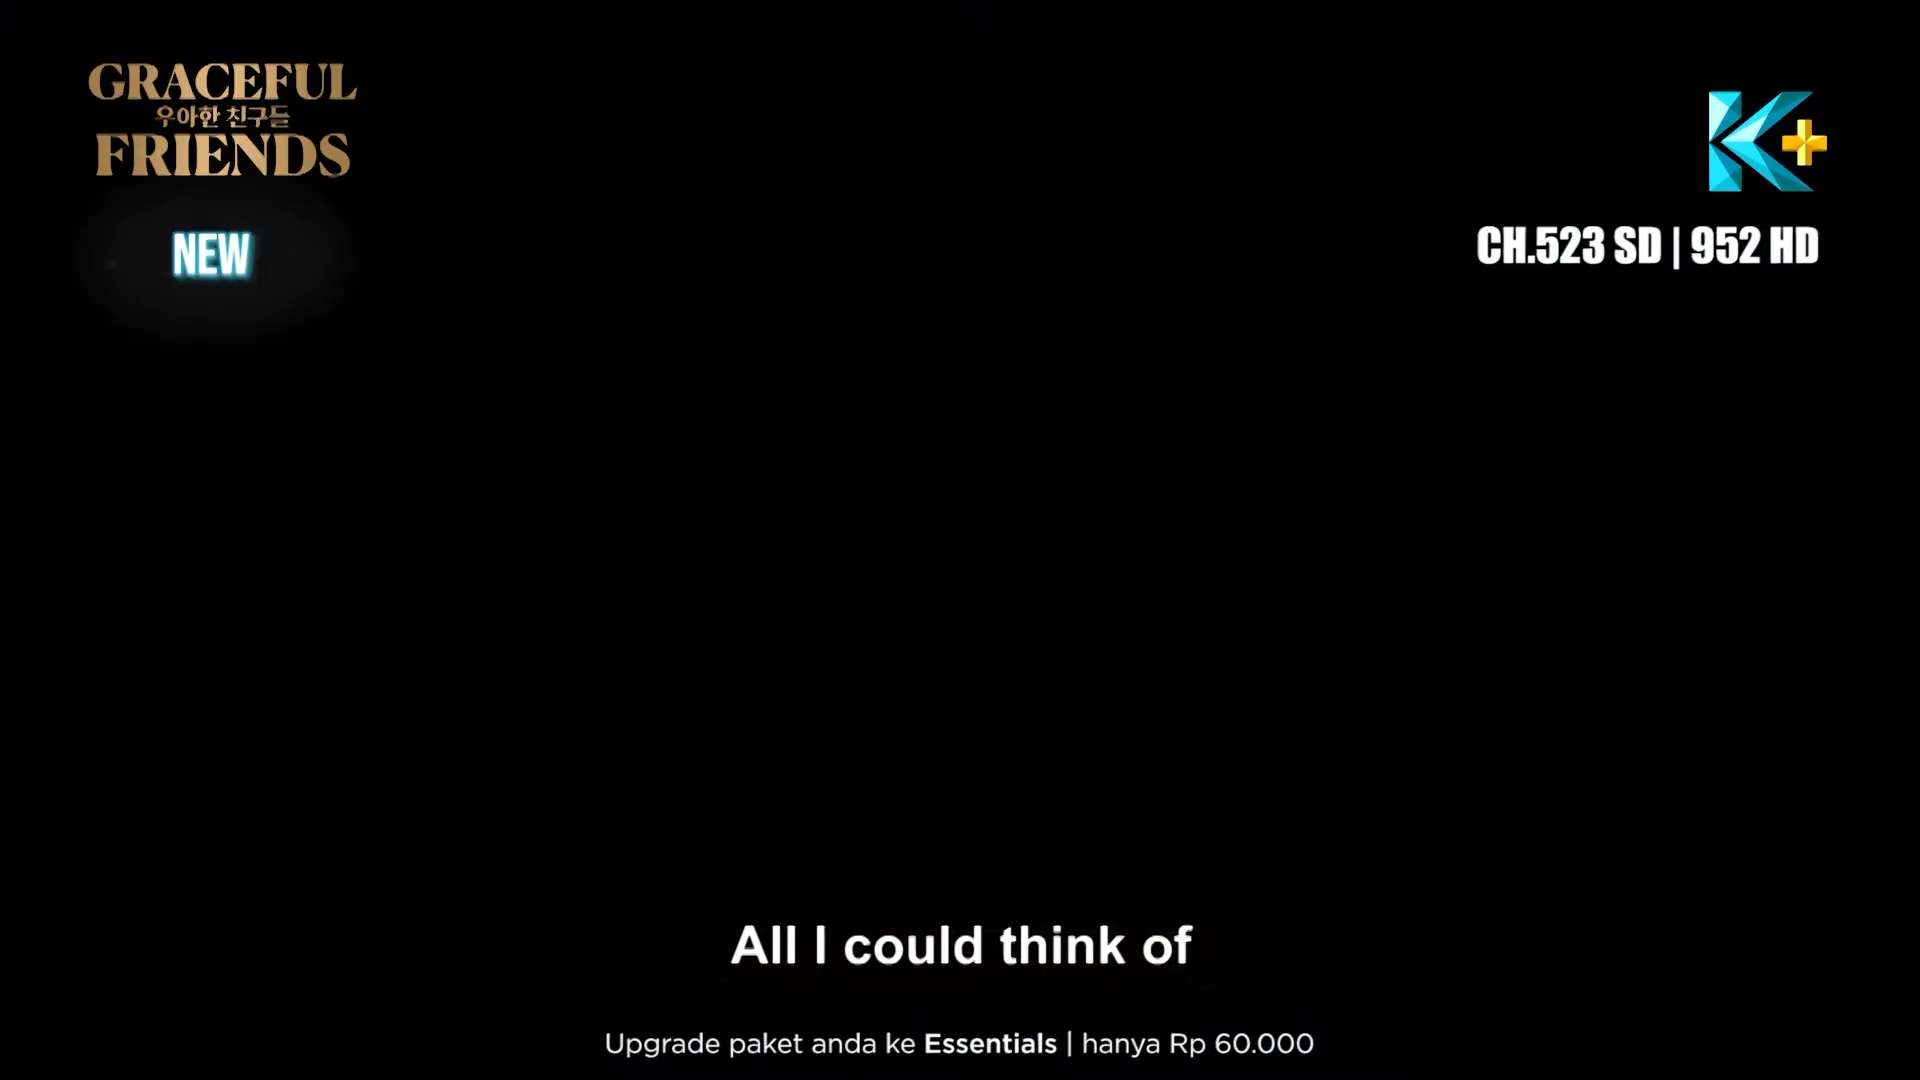 GRACEFUL
우아한 친구들
FRIENDS
NEW
K+
CH.523 SD | 952 HD
All I could think of
Upgrade paket anda ke Essentials | hanya Rp 60.000